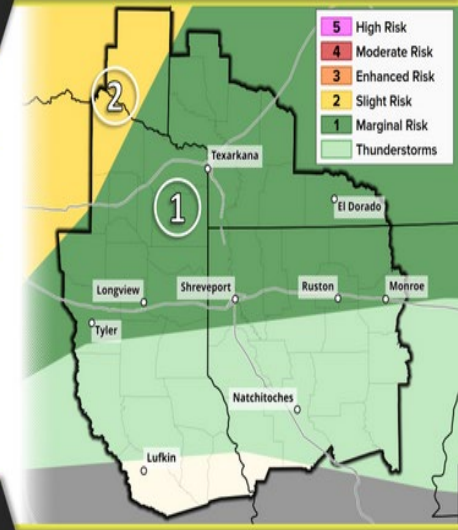 5 High Risk
4 Moderate Risk
3 Enhanced Risk
2 Slight Risk
1 Marginal Risk
Thunderstorms
2
Texarkana
1
El Dorado
Longview
Shreveport
Ruston
Monroe
Tyler
Natchitoches
Lufkin